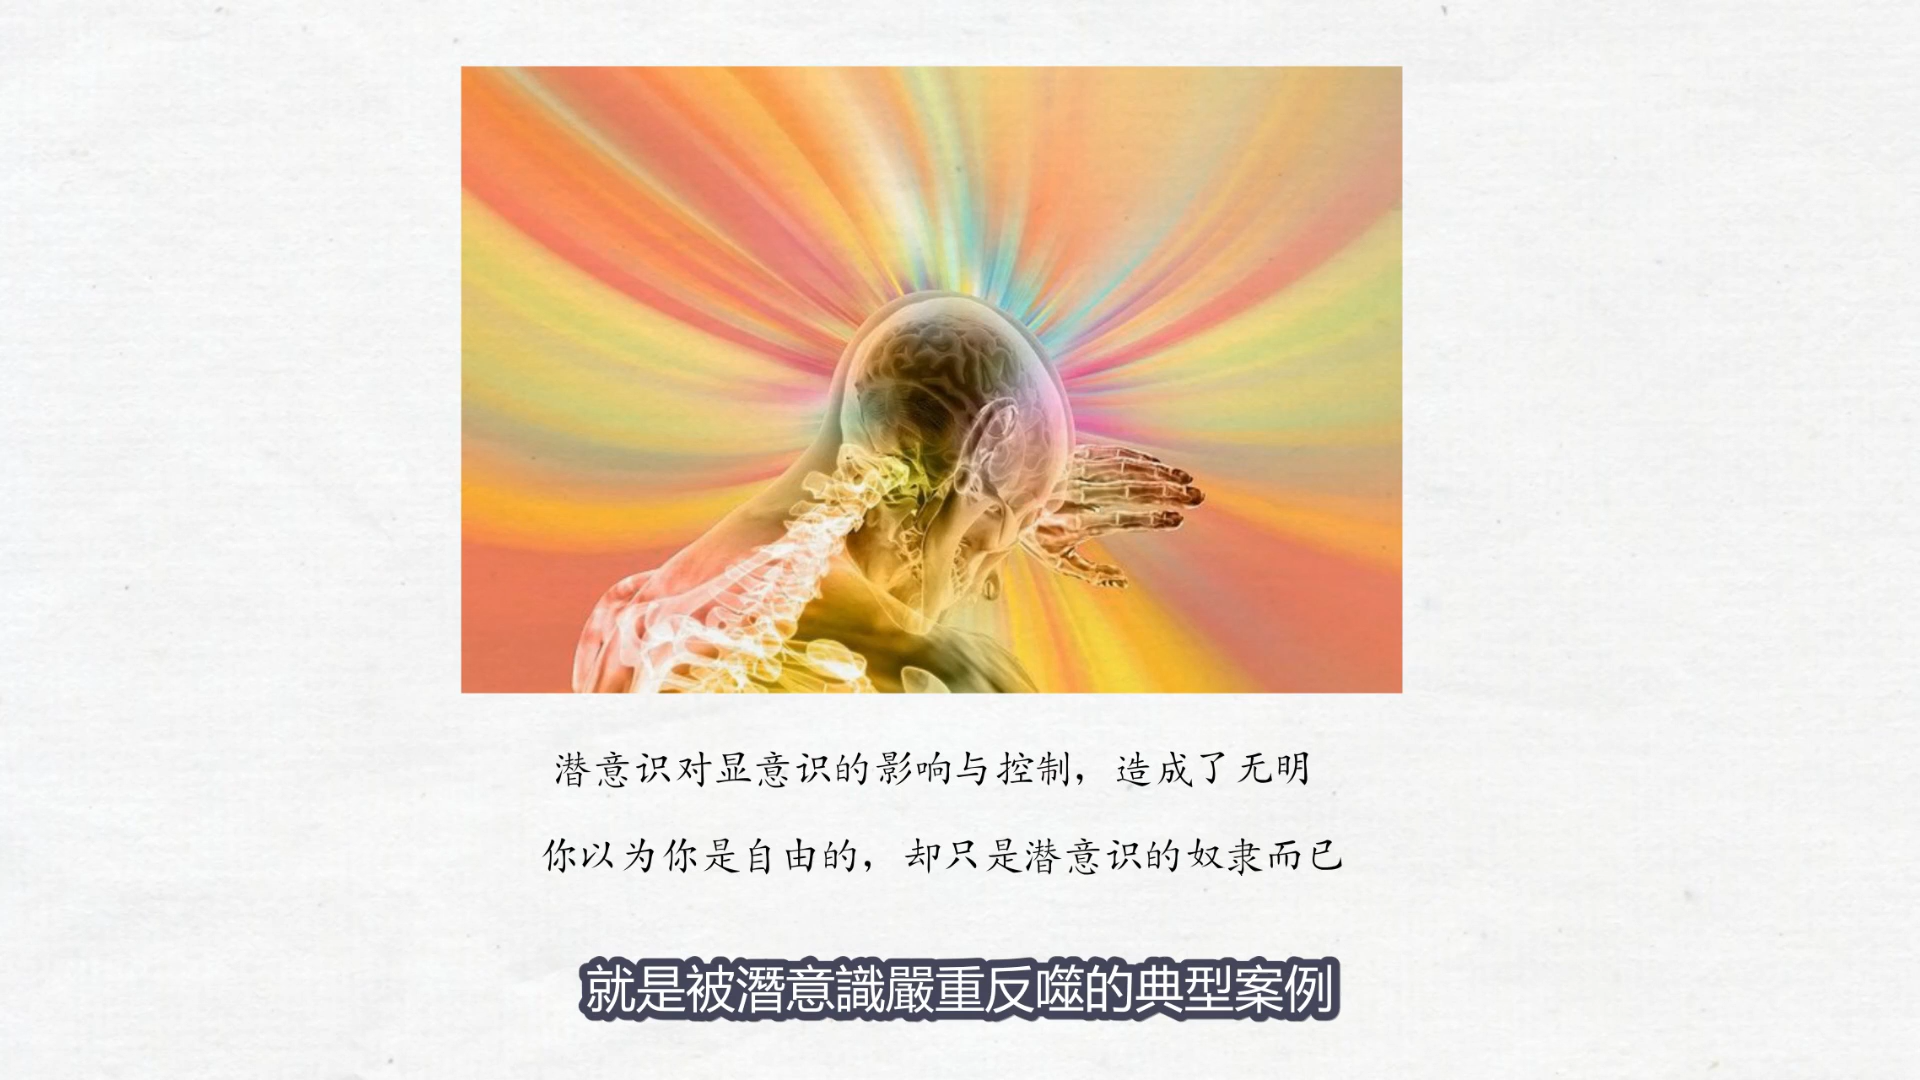 潜意识对显意识的影响与控制，造成了无明
你以为你是自由的，却只是潜意识的奴隶而已
就是被潛意識嚴重反噬的典型案例